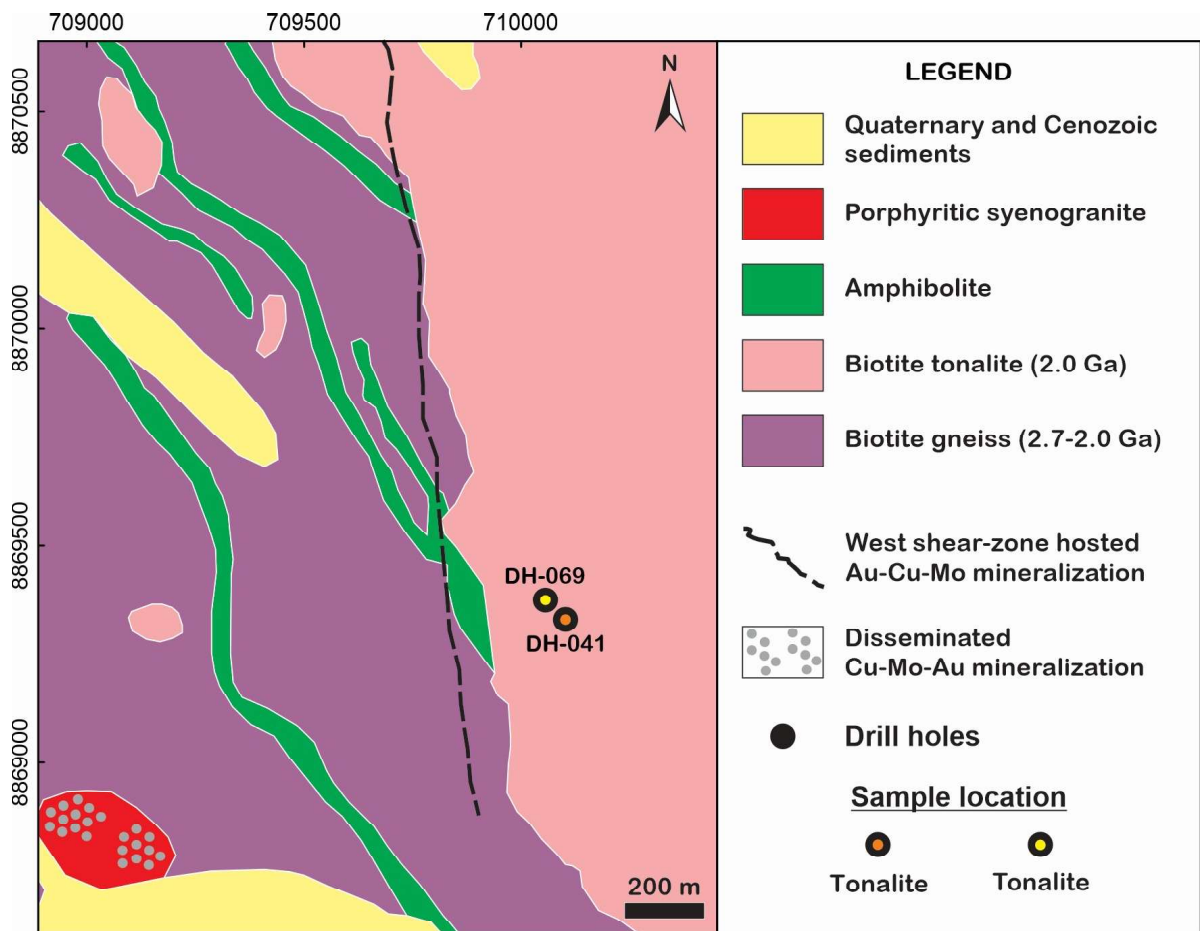 709000
709500
710000
8870500
8870000
8869500
8869000
N
DH-069
DH-041
200 m
LEGEND
Quaternary and Cenozoic
sediments
Porphyritic syenogranite
Amphibolite
Biotite tonalite (2.0 Ga)
Biotite gneiss (2.7-2.0 Ga)
West shear-zone hosted
Au-Cu-Mo mineralization
Disseminated
Cu-Mo-Au mineralization
Drill holes
Sample location
Tonalite
Tonalite